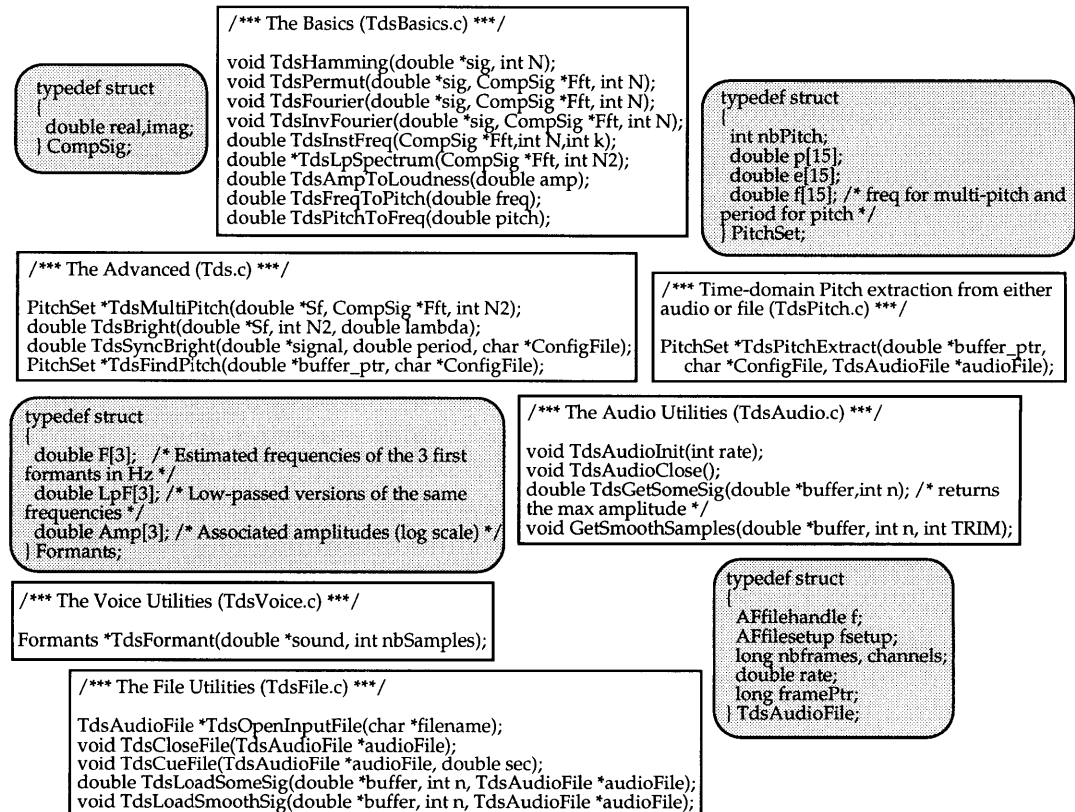 /*** The Basics (TdsBasics.c) ***/
void TdsHamming(double *sig, int N);
void TdsPermut(double *sig, CompSig *Fft, int N);
void TdsFourier(double *sig, CompSig *Fft, int N);
void TdsInvFourier(double *sig, CompSig *Fft, int N);
double TdsInstFreq(CompSig *Fft,int N,int k);
double *TdsLpSpectrum(CompSig *Fft, int N2);
double TdsAmpToLoudness(double amp);
double TdsFreqToPitch(double freq);
double TdsPitchToFreq(double pitch);
typedef struct
{
double real,imag;
} CompSig;
typedef struct
{
int nbPitch;
double p[15];
double e[15];
double f[15]; /* freq for multi-pitch and
period for pitch */
} PitchSet;
/*** The Advanced (Tds.c) ***/
PitchSet *TdsMultiPitch(double *Sf, CompSig *Fft, int N2);
double TdsBright(double *Sf, int N2, double lambda);
double TdsSyncBright(double *signal, double period, char *ConfigFile);
PitchSet *TdsFindPitch(double *buffer_ptr, char *ConfigFile);
/*** Time-domain Pitch extraction from either
audio or file (TdsPitch.c) ***/
PitchSet *TdsPitchExtract(double *buffer_ptr,
char *ConfigFile, TdsAudioFile *audioFile);
typedef struct
{
double F[3]; /* Estimated frequencies of the 3 first
formants in Hz */
double LpF[3]; /* Low-passed versions of the same
frequencies */
double Amp[3]; /* Associated amplitudes (log scale) */
} Formants;
/*** The Audio Utilities (TdsAudio.c) ***/
void TdsAudioInit(int rate);
void TdsAudioClose();
double TdsGetSomeSig(double *buffer,int n); /* returns
the max amplitude */
void GetSmoothSamples(double *buffer, int n, int TRIM);
/*** The Voice Utilities (TdsVoice.c) ***/
Formants *TdsFormant(double *sound, int nbSamples);
typedef struct
{
AFfilehandle f;
AFfilesetup fsetup;
long nbframes, channels;
double rate;
long framePtr;
} TdsAudioFile;
/*** The File Utilities (TdsFile.c) ***/
TdsAudioFile *TdsOpenInputFile(char *filename);
void TdsCloseFile(TdsAudioFile *audioFile);
void TdsCueFile(TdsAudioFile *audioFile, double sec);
double TdsLoadSomeSig(double *buffer, int n, TdsAudioFile *audioFile);
void TdsLoadSmoothSig(double *buffer, int n, TdsAudioFile *audioFile);